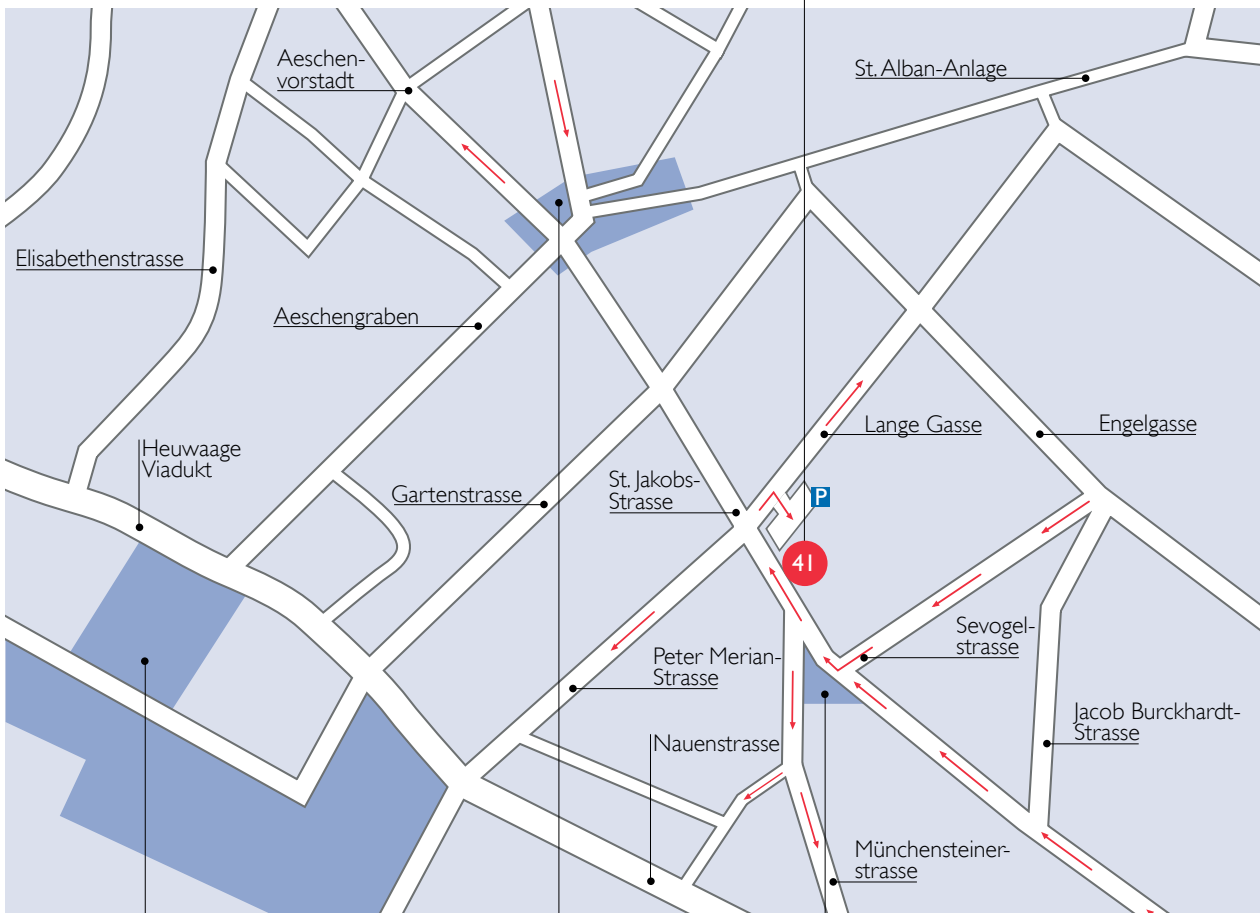 Aeschen-
vorstadt
St. Alban-Anlage
Elisabethenstrasse
Aeschengraben
Heuwaage
Viadukt
Gartenstrasse
St. Jakobs-
Strasse
Lange Gasse
Engelgasse
P
41
Sevogel-
strasse
Peter Merian-
Strasse
Jacob Burckhardt-
Strasse
Nauenstrasse
Münchensteiner-
strasse